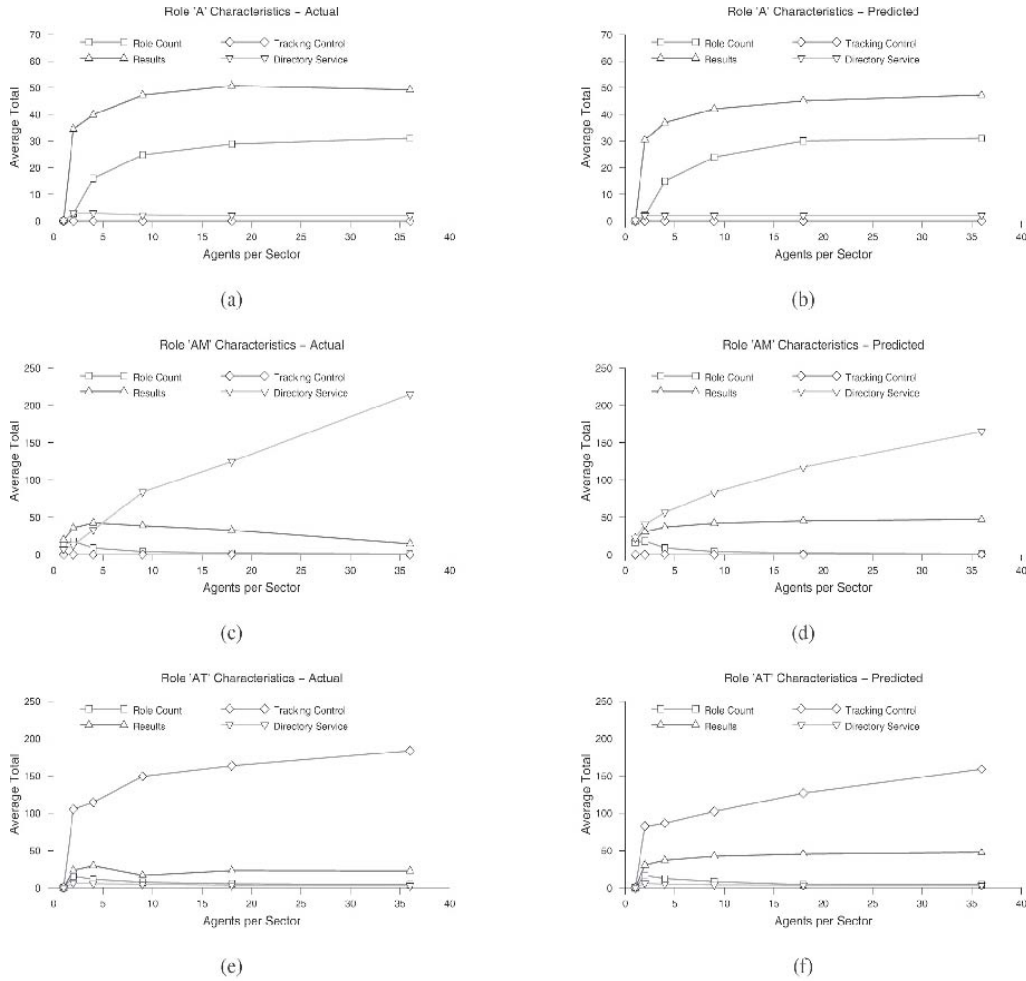 Role 'A' Characteristics – Actual
70
60
50
40
30
20
10
0
Average Total
Role Count
Results
Tracking Control
Directory Service
0 5 10 15 20 25 30 35 40
Agents per Sector
(a)
Role 'A' Characteristics – Predicted
70
60
50
40
30
20
10
0
Average Total
Role Count
Results
Tracking Control
Directory Service
0 5 10 15 20 25 30 35 40
Agents per Sector
(b)
Role 'AM' Characteristics – Actual
250
200
150
100
50
0
Average Total
Role Count
Results
Tracking Control
Directory Service
0 5 10 15 20 25 30 35 40
Agents per Sector
(c)
Role 'AM' Characteristics – Predicted
250
200
150
100
50
0
Average Total
Role Count
Results
Tracking Control
Directory Service
0 5 10 15 20 25 30 35 40
Agents per Sector
(d)
Role 'AT' Characteristics – Actual
250
200
150
100
50
0
Average Total
Role Count
Results
Tracking Control
Directory Service
0 5 10 15 20 25 30 35 40
Agents per Sector
(e)
Role 'AT' Characteristics – Predicted
250
200
150
100
50
0
Average Total
Role Count
Results
Tracking Control
Directory Service
0 5 10 15 20 25 30 35 40
Agents per Sector
(f)